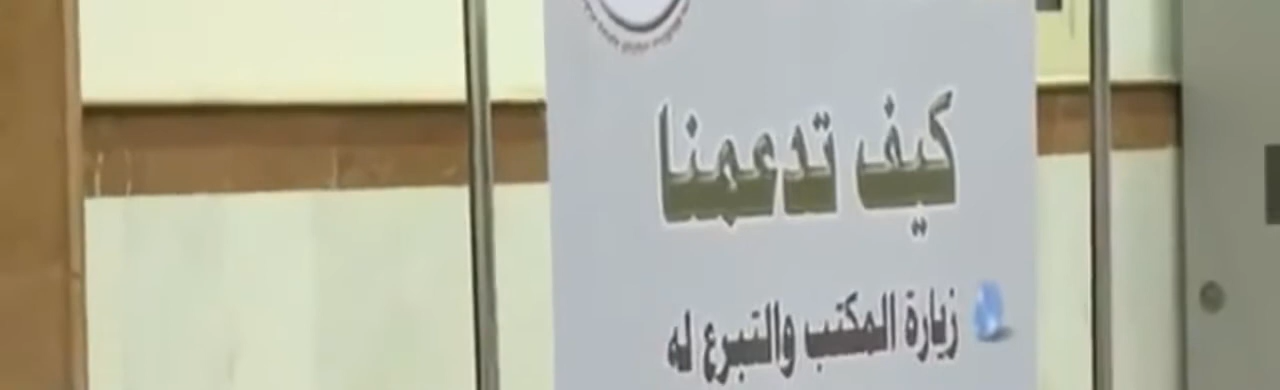 كيف تدعمنا
زيارة المكتب والتبرع له